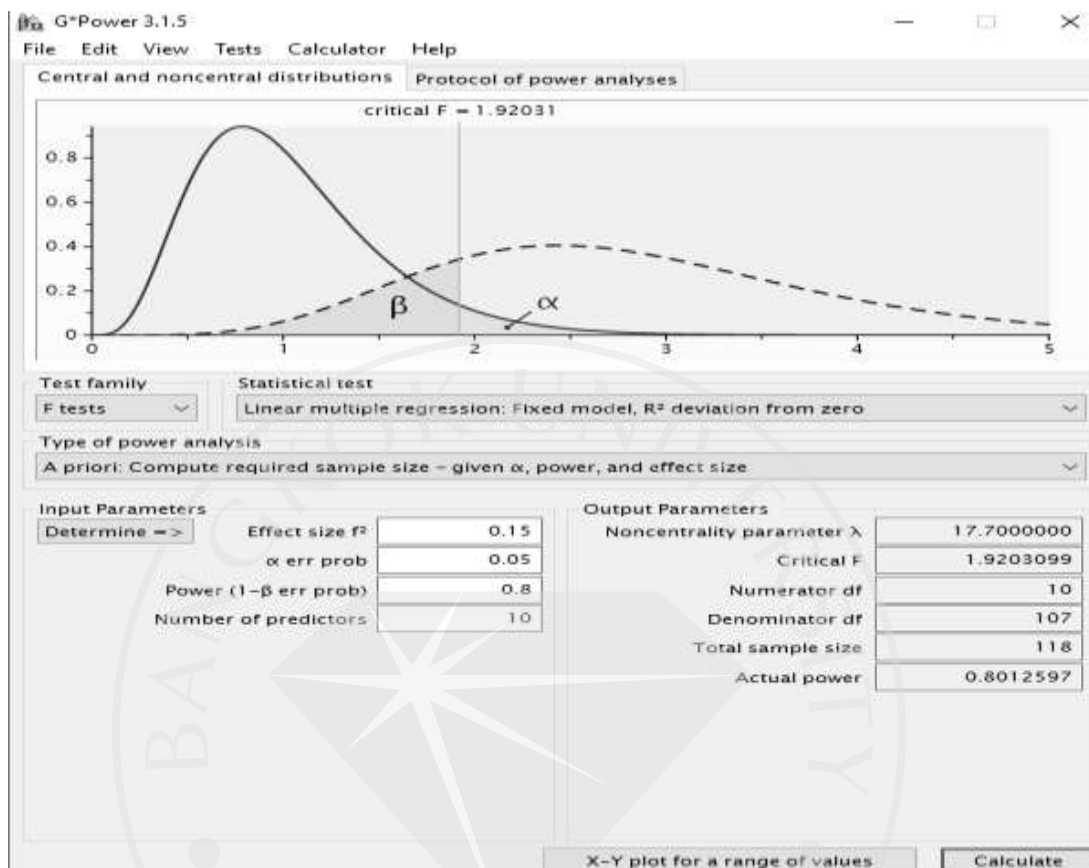 G*Power 3.1.5
File Edit View Tests Calculator Help
Central and noncentral distributions Protocol of power analyses
critical F = 1.92031
0.8
0.6
0.4
0.2
0
β
α
0 1 2 3 4 5
Test family Statistical test
F tests Linear multiple regression: Fixed model, R² deviation from zero
Type of power analysis
A priori: Compute required sample size – given α, power, and effect size
Input Parameters Output Parameters
Determine => Effect size f² 0.15 Noncentrality parameter λ 17.7000000
α err prob 0.05 Critical F 1.9203099
Power (1-β err prob) 0.8 Numerator df 10
Number of predictors 10 Denominator df 107
Total sample size 118
Actual power 0.8012597
BANGKOK UNIVERSITY
X-Y plot for a range of values Calculate